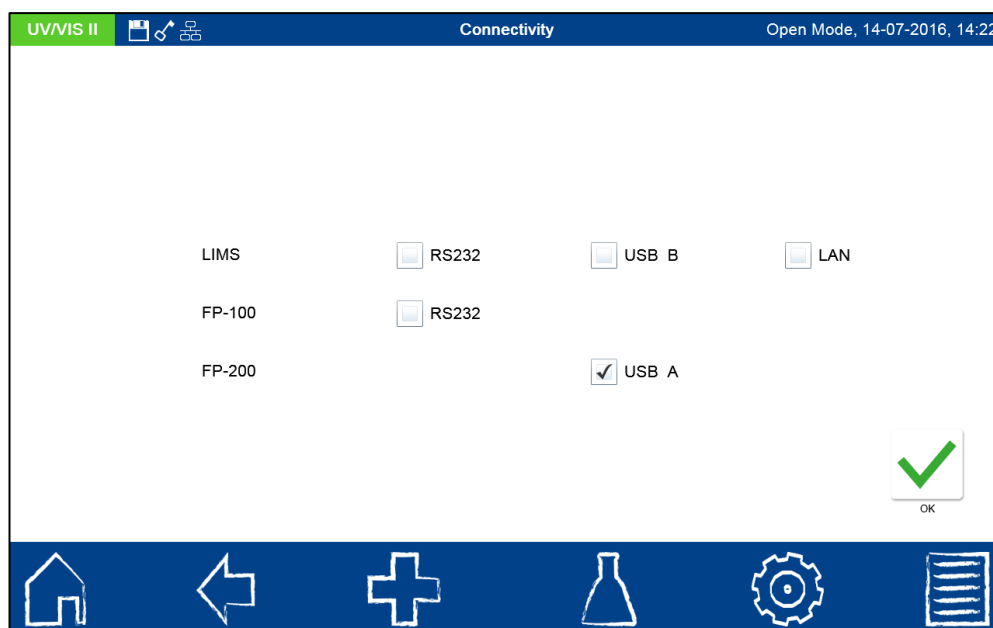 UV/VIS II Connectivity Open Mode, 14-07-2016, 14:22
LIMS RS232 USB B LAN
FP-100 RS232
FP-200 USB A
OK